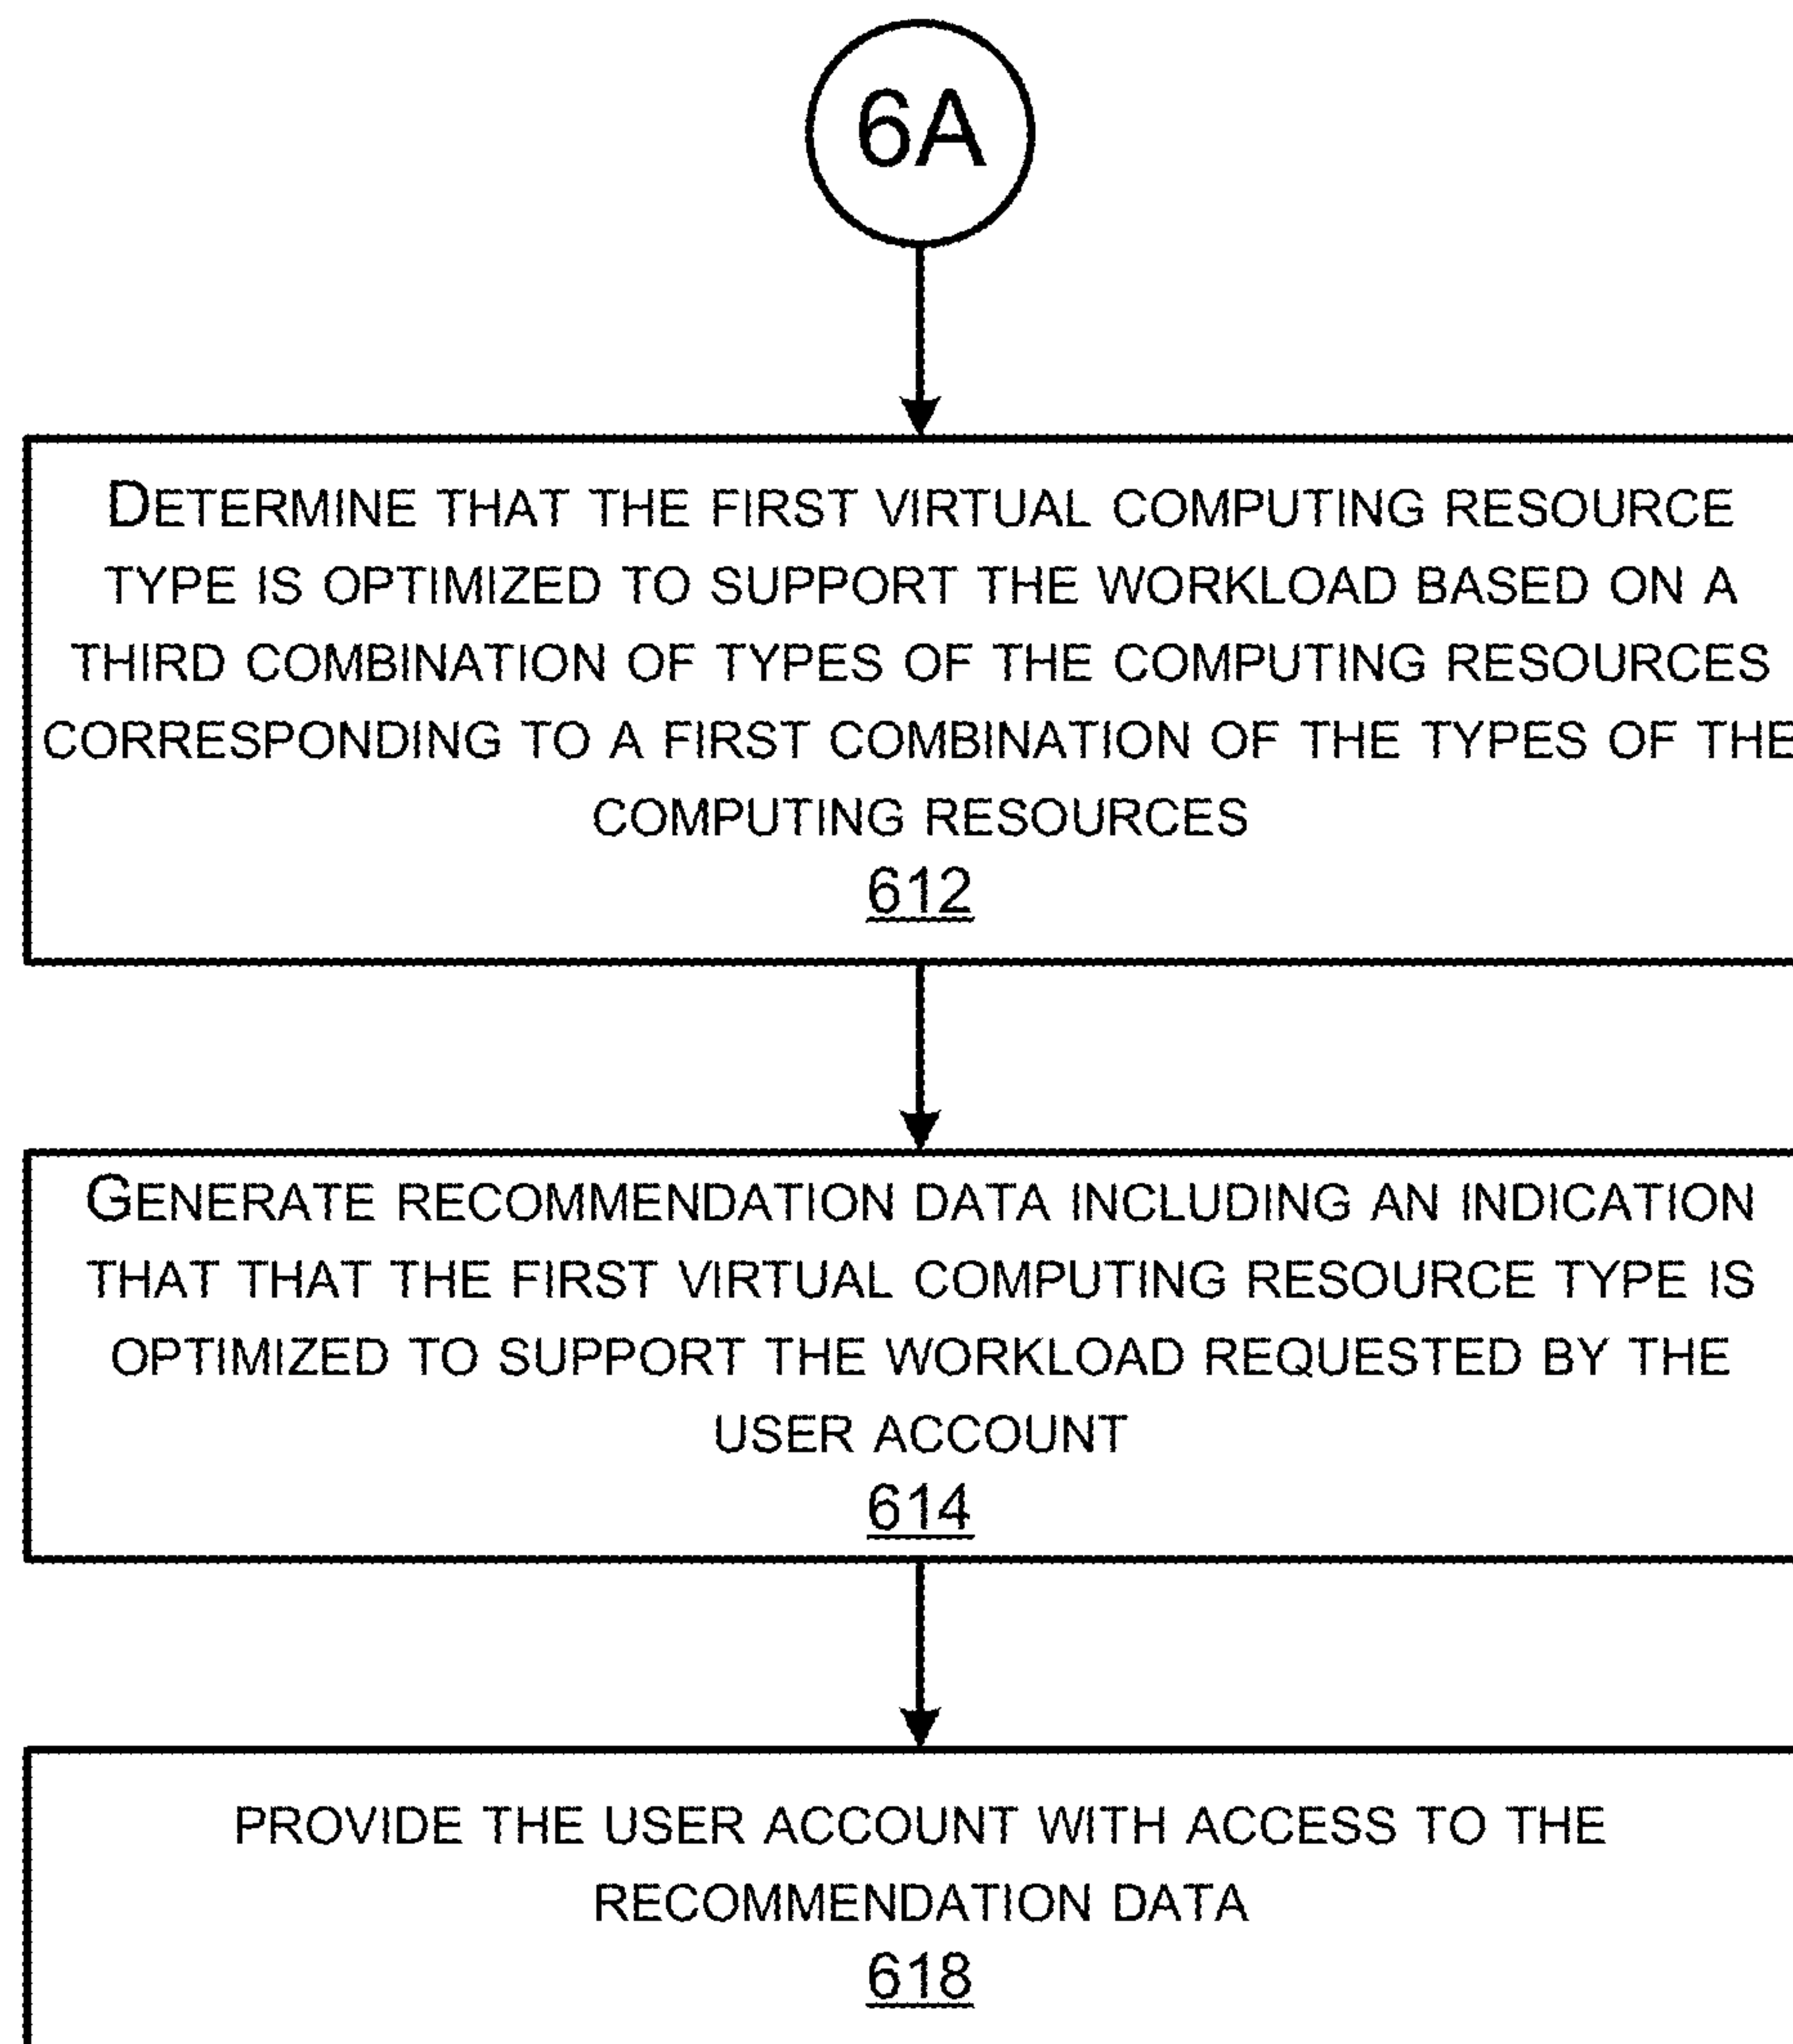 6A
DETERMINE THAT THE FIRST VIRTUAL COMPUTING RESOURCE
TYPE IS OPTIMIZED TO SUPPORT THE WORKLOAD BASED ON A
THIRD COMBINATION OF TYPES OF THE COMPUTING RESOURCES
CORRESPONDING TO A FIRST COMBINATION OF THE TYPES OF THE
COMPUTING RESOURCES
612
GENERATE RECOMMENDATION DATA INCLUDING AN INDICATION
THAT THAT THE FIRST VIRTUAL COMPUTING RESOURCE TYPE IS
OPTIMIZED TO SUPPORT THE WORKLOAD REQUESTED BY THE
USER ACCOUNT
614
PROVIDE THE USER ACCOUNT WITH ACCESS TO THE
RECOMMENDATION DATA
618